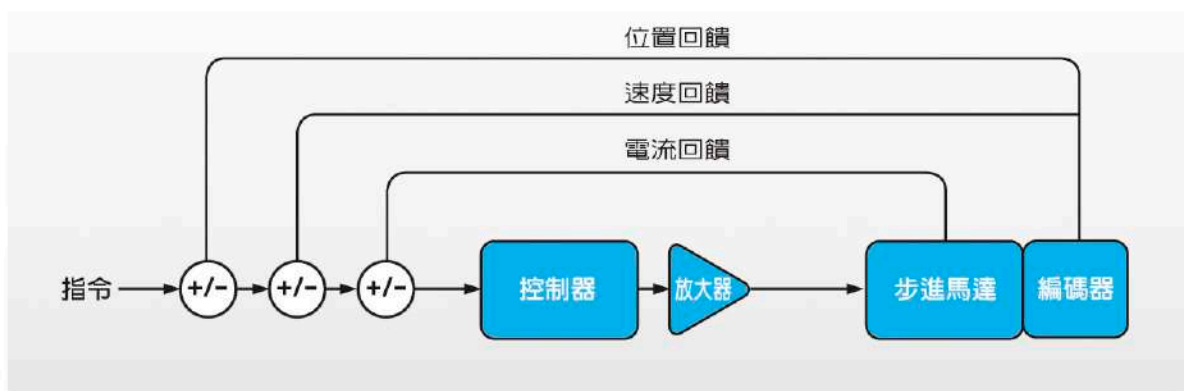 位置回饋
速度回饋
電流回饋
指令
+/-
+/-
+/-
控制器
放大器
步進馬達
編碼器